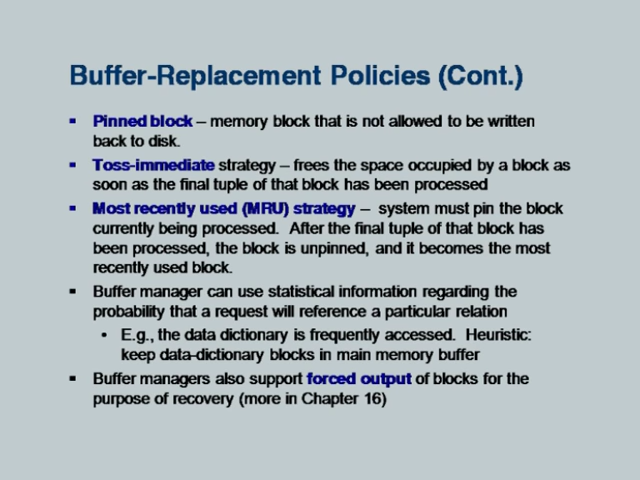 Buffer-Replacement Policies (Cont.)
▪ Pinned block – memory block that is not allowed to be written
back to disk.
▪ Toss-immediate strategy – frees the space occupied by a block as
soon as the final tuple of that block has been processed
▪ Most recently used (MRU) strategy – system must pin the block
currently being processed. After the final tuple of that block has
been processed, the block is unpinned, and it becomes the most
recently used block.
▪ Buffer manager can use statistical information regarding the
probability that a request will reference a particular relation
• E.g., the data dictionary is frequently accessed. Heuristic:
keep data-dictionary blocks in main memory buffer
▪ Buffer managers also support forced output of blocks for the
purpose of recovery (more in Chapter 16)